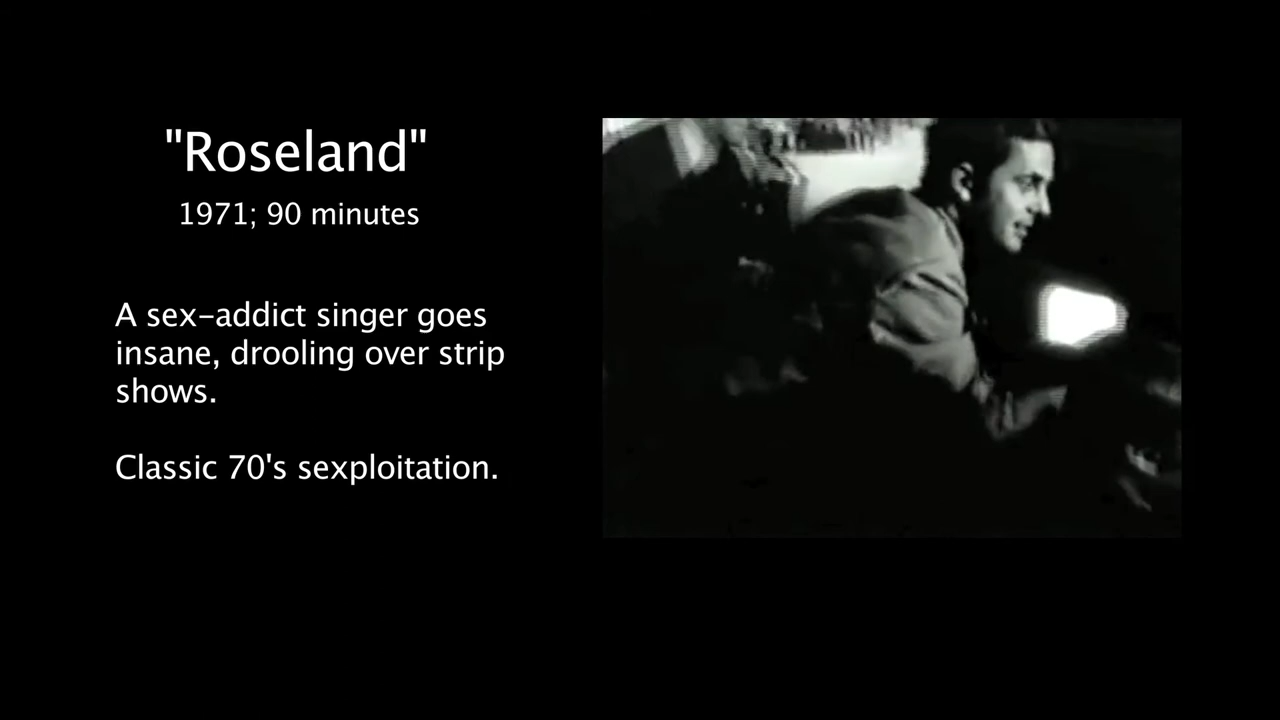 "Roseland"
1971; 90 minutes
A sex-addict singer goes
insane, drooling over strip
shows.
Classic 70's sexploitation.